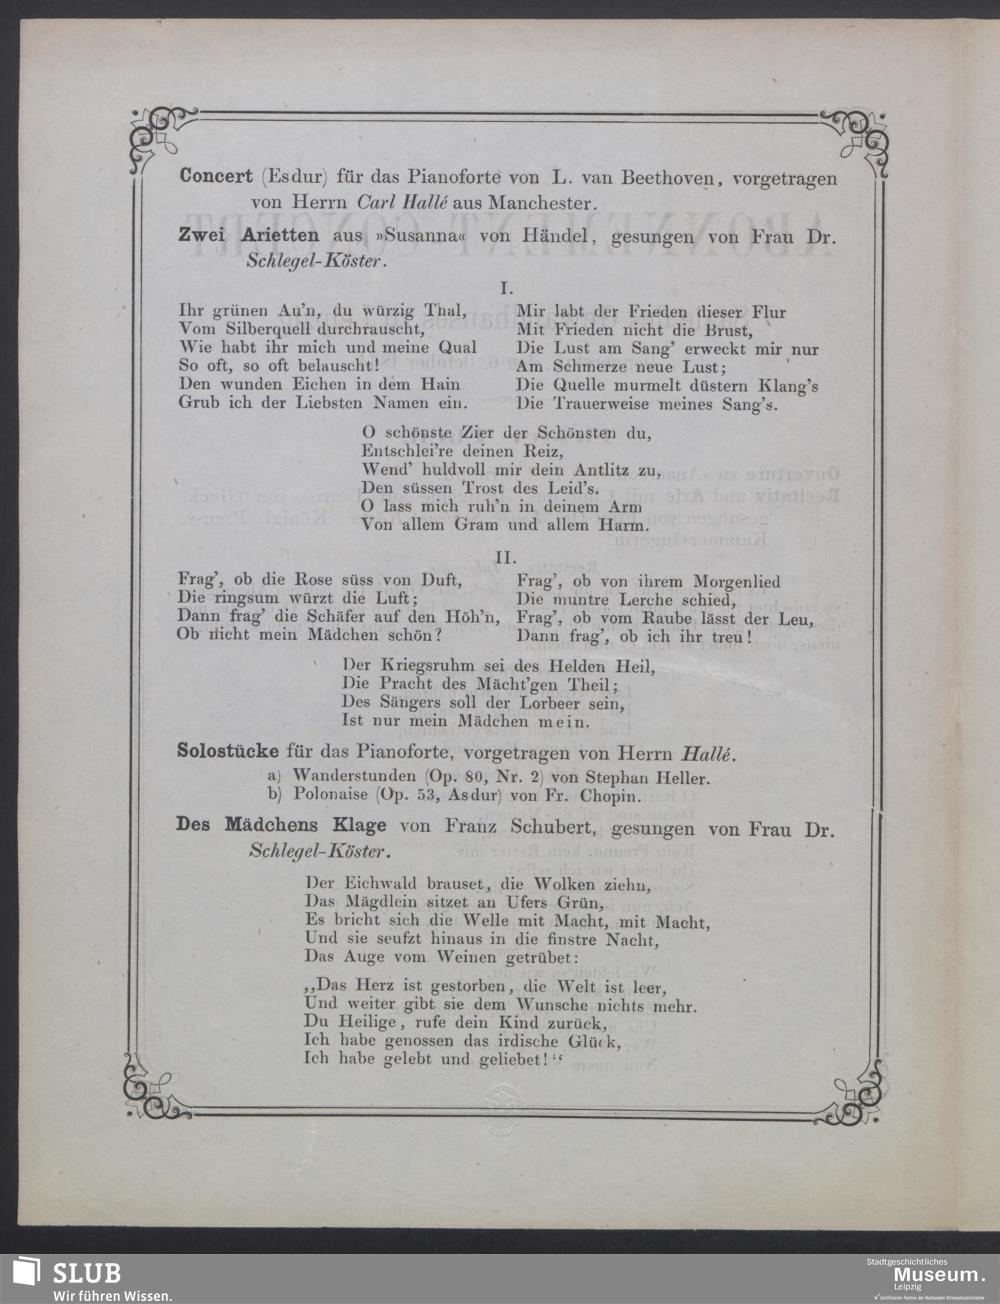 Concert (Esdur) für das Pianoforte von L. van Beethoven, vorgetragen
von Herrn Carl Hallé aus Manchester.
Zwei Arietten aus »Susanna« von Händel, gesungen von Frau Dr.
Schlegel-Köster.
I.
Ihr grünen Au'n, du würzig Thal,
Vom Silberquell durchrauscht,
Wie habt ihr mich und meine Qual
So oft, so oft belauscht!
Den wunden Eichen in dem Hain
Grub ich der Liebsten Namen ein.
Mir labt der Frieden dieser Flur
Mit Frieden nicht die Brust,
Die Lust am Sang' erweckt mir nur
Am Schmerze neue Lust;
Die Quelle murmelt düstern Klang's
Die Trauerweise meines Sang's.
O schönste Zier der Schönsten du,
Entschlei're deinen Reiz,
Wend' huldvoll mir dein Antlitz zu,
Den süssen Trost des Leid's.
O lass mich ruh'n in deinem Arm
Von allem Gram und allem Harm.
II.
Frag', ob die Rose süss von Duft,
Die ringsum würzt die Luft;
Dann frag' die Schäfer auf den Höh'n,
Ob nicht mein Mädchen schön?
Frag', ob von ihrem Morgenlied
Die muntre Lerche schied,
Frag', ob vom Raube lässt der Leu,
Dann frag', ob ich ihr treu!
Der Kriegsruhm sei des Helden Heil,
Die Pracht des Mächt'gen Theil;
Des Sängers soll der Lorbeer sein,
Ist nur mein Mädchen mein.
Solostücke für das Pianoforte, vorgetragen von Herrn Hallé.
a) Wanderstunden (Op. 80, Nr. 2) von Stephan Heller.
b) Polonaise (Op. 53, Asdur) von Fr. Chopin.
Des Mädchens Klage von Franz Schubert, gesungen von Frau Dr.
Schlegel-Köster.
Der Eichwald brauset, die Wolken ziehn,
Das Mägdlein sitzet an Ufers Grün,
Es bricht sich die Welle mit Macht, mit Macht,
Und sie seufzt hinaus in die finstre Nacht,
Das Auge vom Weinen getrübet:
,,Das Herz ist gestorben, die Welt ist leer,
Und weiter gibt sie dem Wunsche nichts mehr.
Du Heilige, rufe dein Kind zurück,
Ich habe genossen das irdische Glück,
Ich habe gelebt und geliebet!"
SLUB
Wir führen Wissen.
Stadtgeschichtliches
Museum.
Leipzig
Zertifizierter Partner der Nationalen Klimaschutzinitiative